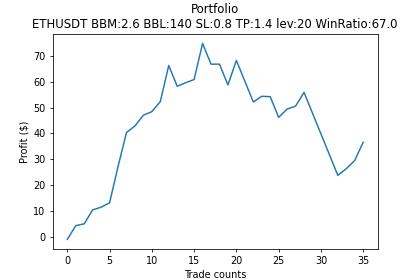 Portfolio
ETHUSDT BBM:2.6 BBL:140 SL:0.8 TP:1.4 lev:20 WinRatio:67.0
Profit ($)
70
60
50
40
30
20
10
0
0 5 10 15 20 25 30 35
Trade counts